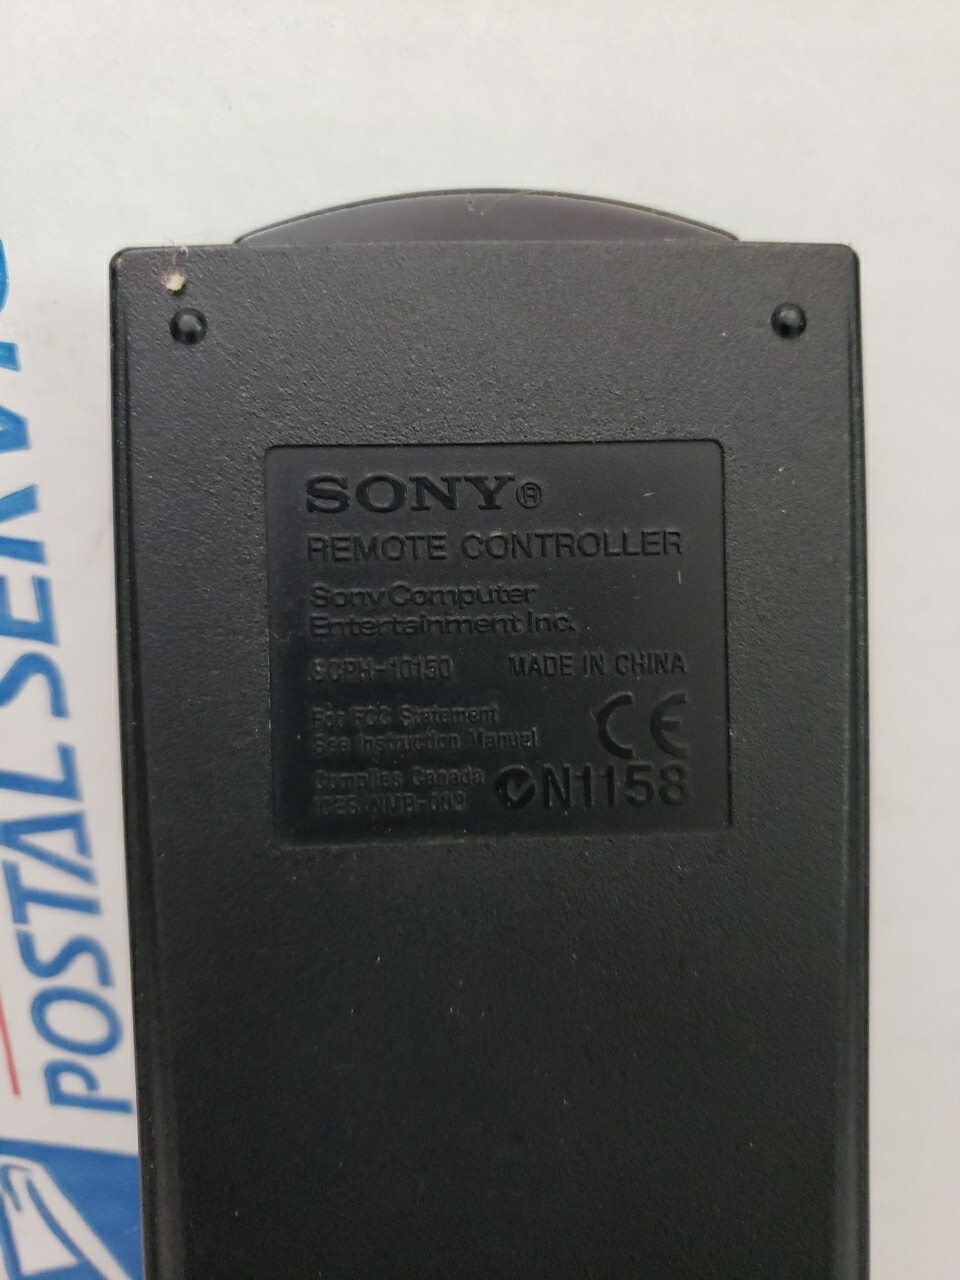 SONY®
REMOTE CONTROLLER
Sony Computer
Entertainment Inc.
SCPH-10150 MADE IN CHINA
For FCC Statement
See Instruction Manual
CE
Complies Canada
ICES/NMB-003
N1158
POSTAL SERVIC